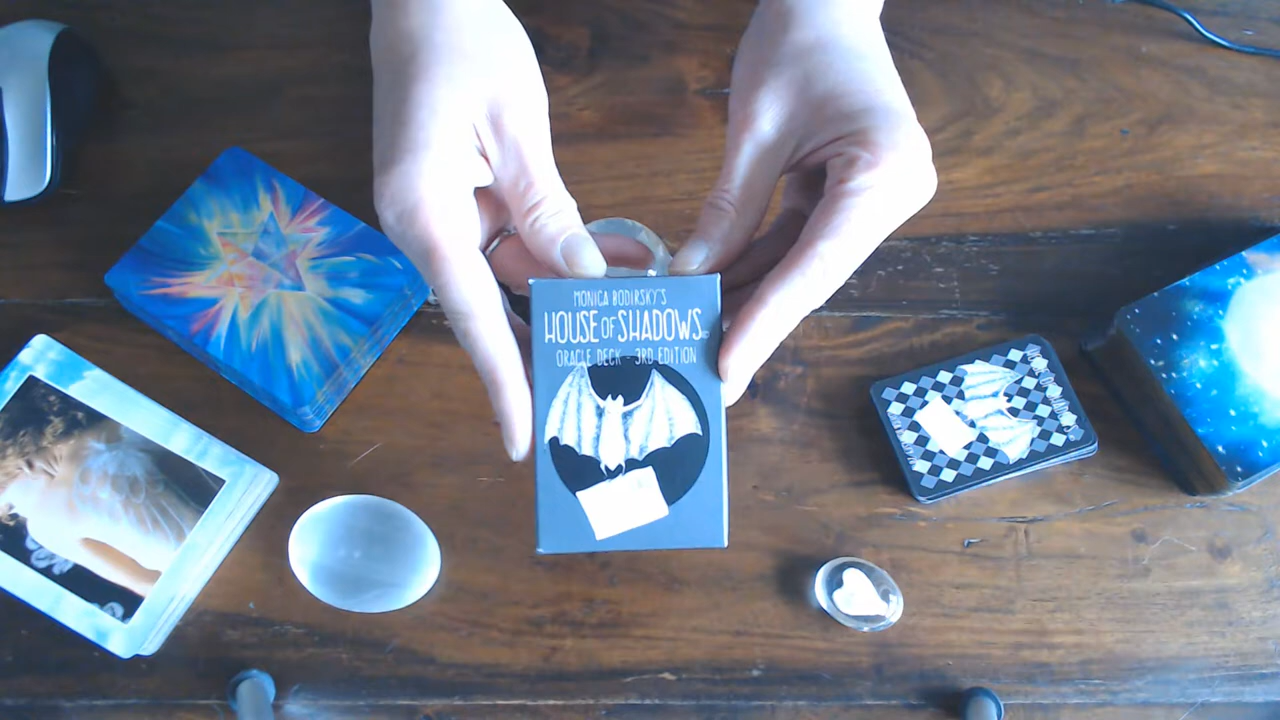 MONICA BODIRSKY'S
HOUSE OF SHADOWS©
ORACLE DECK - 3RD EDITION